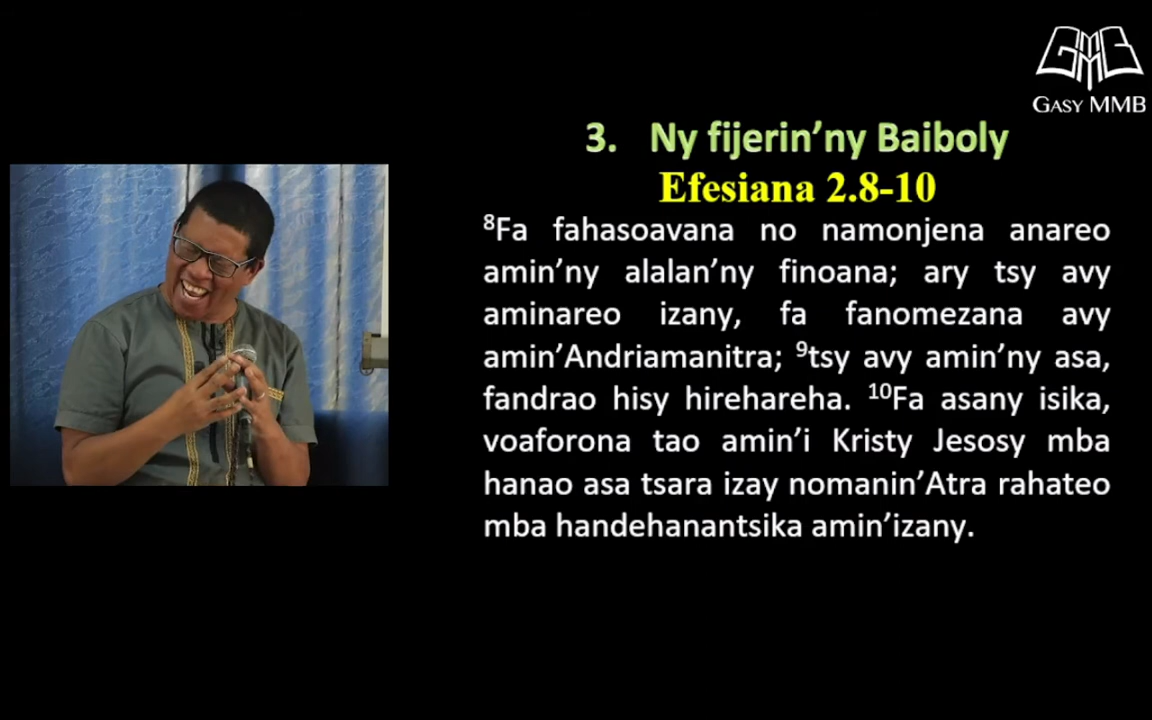 GMMB
GASY MMB
3. Ny fijerin’ny Baiboly
Efesiana 2.8-10
⁸Fa fahasoavana no namonjena anareo
amin’ny alalan’ny finoana; ary tsy avy
aminareo izany, fa fanomezana avy
amin’Andriamanitra; ⁹tsy avy amin’ny asa,
fandrao hisy hirehareha. ¹⁰Fa asany isika,
voaforona tao amin’i Kristy Jesosy mba
hanao asa tsara izay nomanin’Atra rahateo
mba handehanantsika amin’izany.